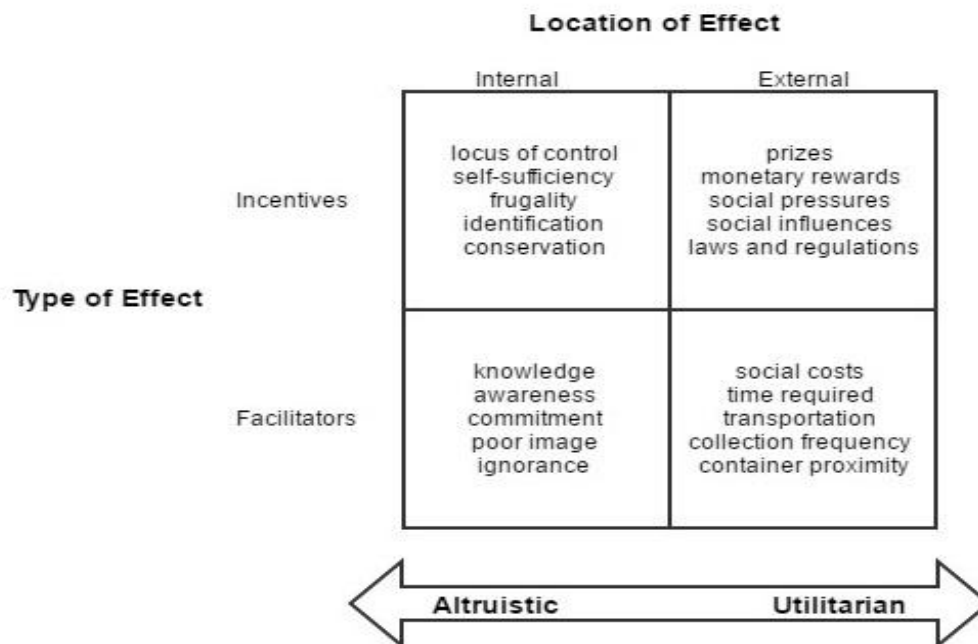 Location of Effect
Internal External
locus of control
self-sufficiency
frugality
identification
conservation
prizes
monetary rewards
social pressures
social influences
laws and regulations
Incentives
Type of Effect
knowledge
awareness
commitment
poor image
ignorance
social costs
time required
transportation
collection frequency
container proximity
Facilitators
Altruistic Utilitarian